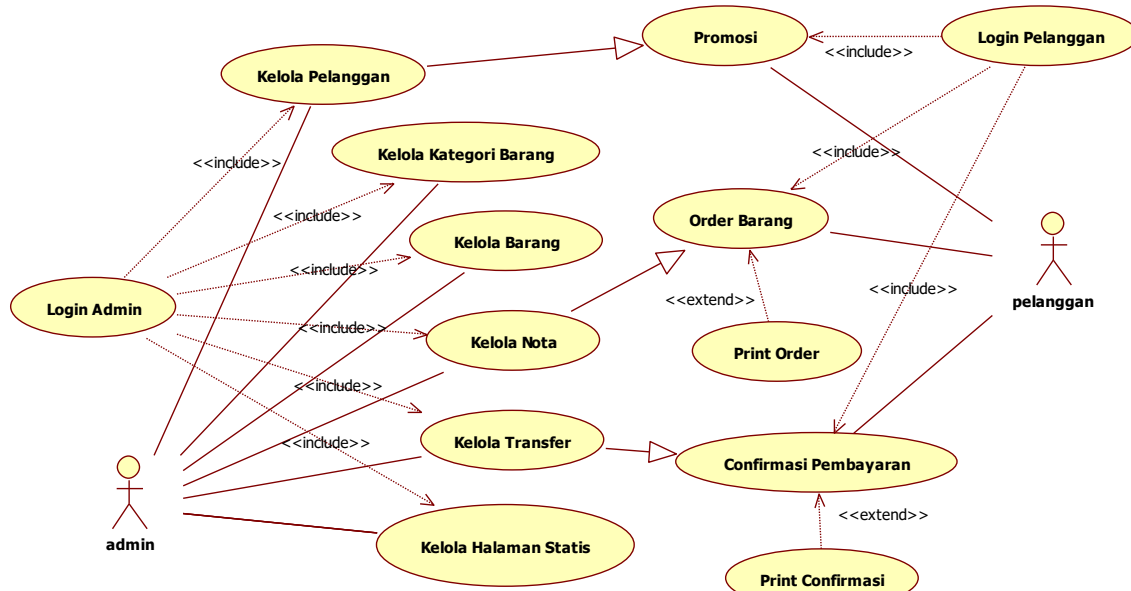 Promosi
Login Pelanggan
<<include>>
Kelola Pelanggan
<<include>>
Kelola Kategori Barang
<<include>>
<<include>>
Order Barang
Kelola Barang
<<include>>
<<include>>
Login Admin
pelanggan
<<extend>>
<<include>>
Kelola Nota
Print Order
<<include>>
Kelola Transfer
<<include>>
Confirmasi Pembayaran
<<extend>>
admin
Kelola Halaman Statis
Print Confirmasi